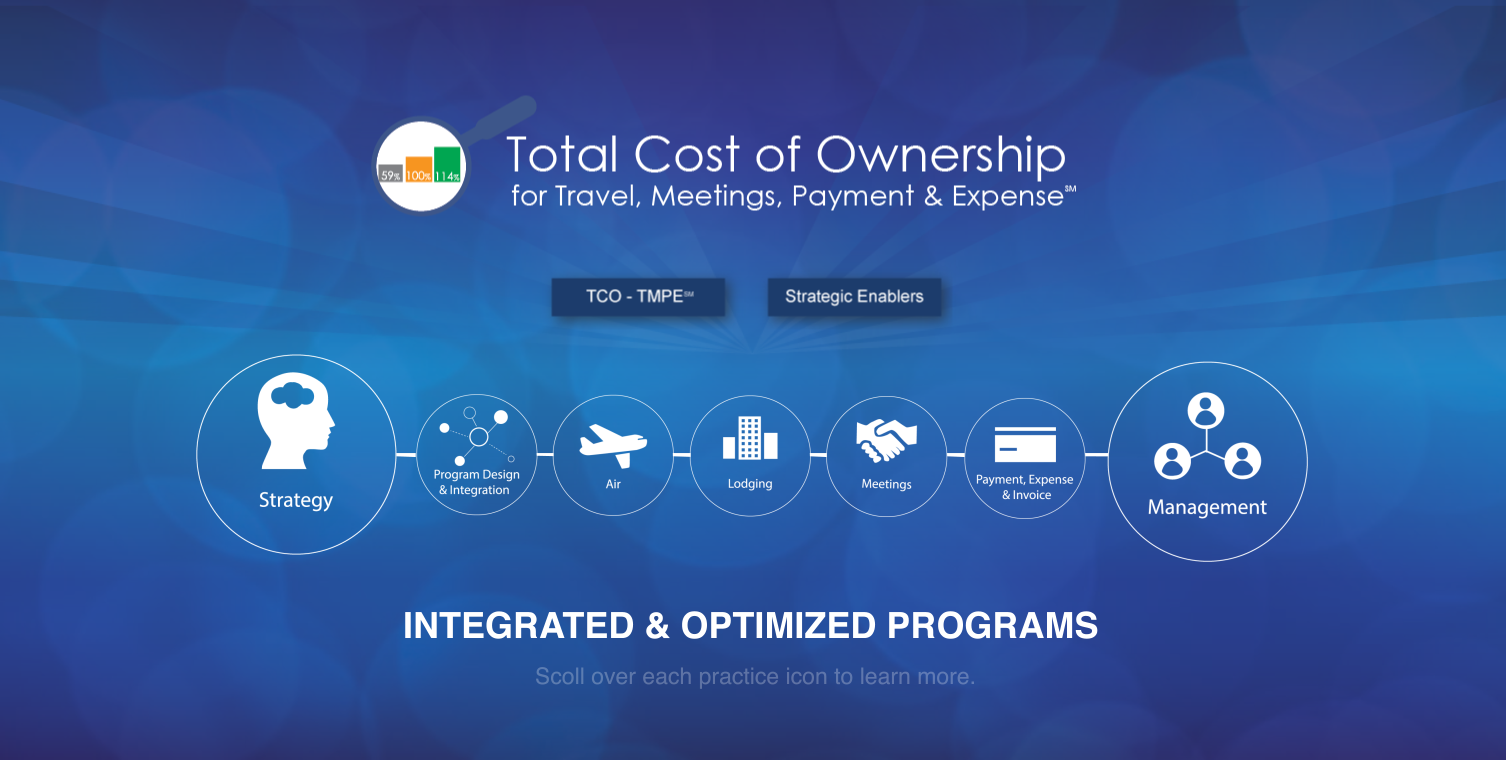 59% 100% 114%
Total Cost of Ownership
for Travel, Meetings, Payment & Expense℠
TCO - TMPE℠
Strategic Enablers
Strategy
Program Design
& Integration
Air
Lodging
Meetings
Payment, Expense
& Invoice
Management
INTEGRATED & OPTIMIZED PROGRAMS
Scoll over each practice icon to learn more.